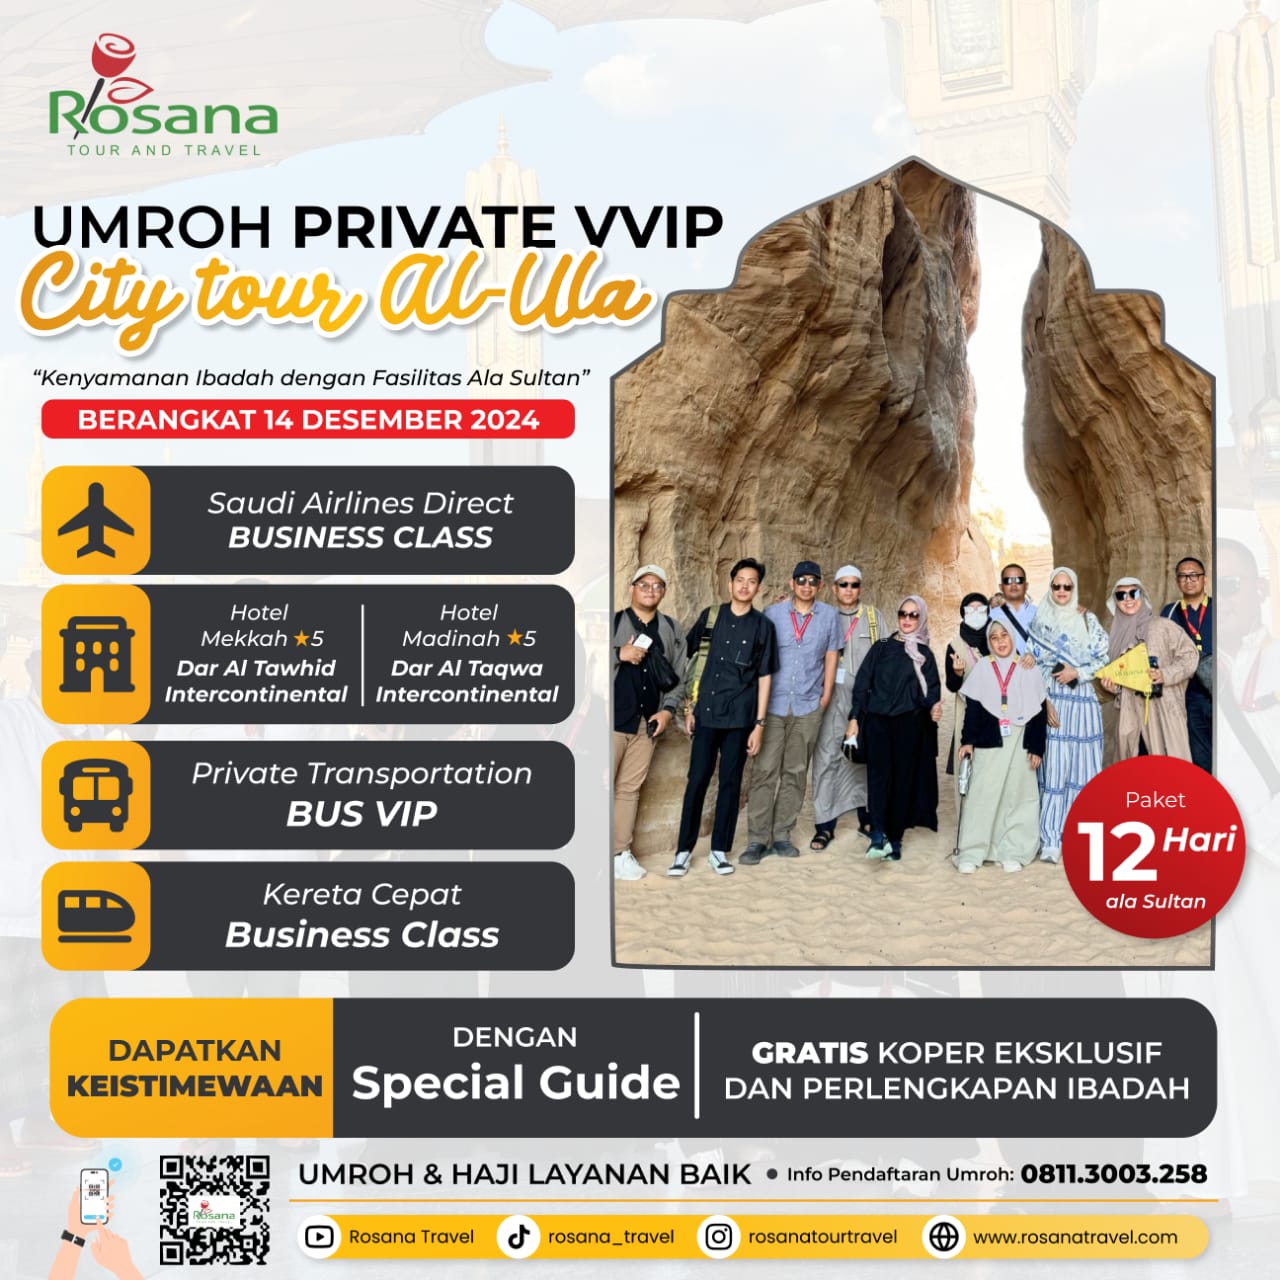 Rosana
TOUR AND TRAVEL
UMROH PRIVATE VVIP
City tour Al-Ula
“Kenyamanan Ibadah dengan Fasilitas Ala Sultan”
BERANGKAT 14 DESEMBER 2024
Saudi Airlines Direct
BUSINESS CLASS
Hotel
Mekkah ★5
Dar Al Tawhid
Intercontinental
Hotel
Madinah ★5
Dar Al Taqwa
Intercontinental
Private Transportation
BUS VIP
Kereta Cepat
Business Class
Paket
12 Hari
ala Sultan
DAPATKAN
KEISTIMEWAAN
DENGAN
Special Guide
GRATIS KOPER EKSKLUSIF
DAN PERLENGKAPAN IBADAH
Rosana
TOUR AND TRAVEL
UMROH & HAJI LAYANAN BAIK • Info Pendaftaran Umroh: 0811.3003.258
Rosana Travel
rosana_travel
rosanatourtravel
www.rosanatravel.com